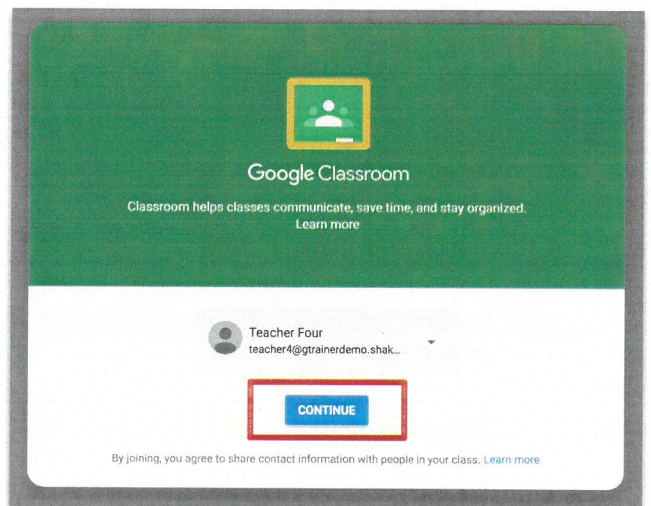 Google Classroom
Classroom helps classes communicate, save time, and stay organized.
Learn more
Teacher Four
teacher4@gtrainerdemo.shak...
CONTINUE
By joining, you agree to share contact information with people in your class. Learn more